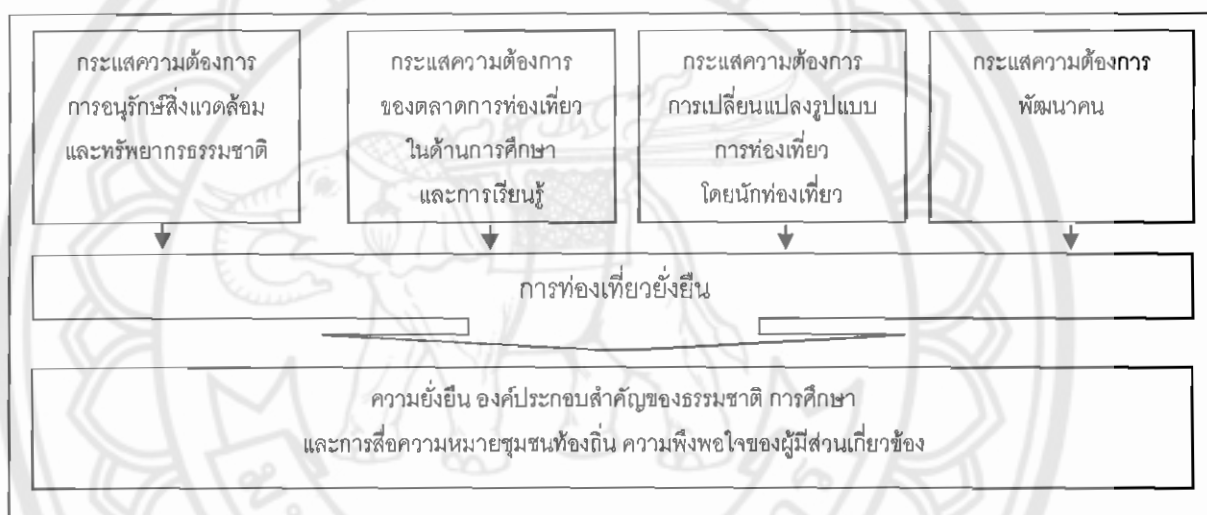 กระแสความต้องการ
การอนุรักษ์สิ่งแวดล้อม
และทรัพยากรธรรมชาติ
กระแสความต้องการ
ของตลาดการท่องเที่ยว
ในด้านการศึกษา
และการเรียนรู้
กระแสความต้องการ
การเปลี่ยนแปลงรูปแบบ
การท่องเที่ยว
โดยนักท่องเที่ยว
กระแสความต้องการ
พัฒนาคน
การท่องเที่ยวยั่งยืน
ความยั่งยืน องค์ประกอบสำคัญของธรรมชาติ การศึกษา
และการสื่อความหมายชุมชนท้องถิ่น ความพึงพอใจของผู้มีส่วนเกี่ยวข้อง